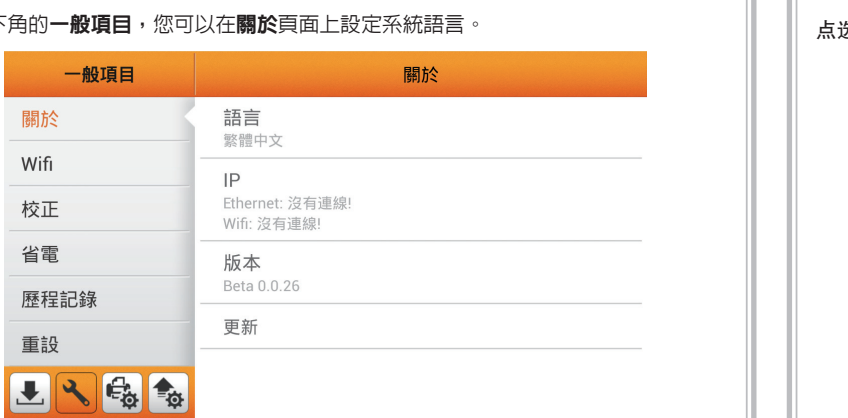 下角的一般項目，您可以在關於頁面上設定系統語言。
一般項目
關於
關於
Wifi
校正
省電
歷程記錄
重設
語言
繁體中文
IP
Ethernet: 沒有連線!
Wifi: 沒有連線!
版本
Beta 0.0.26
更新
点选